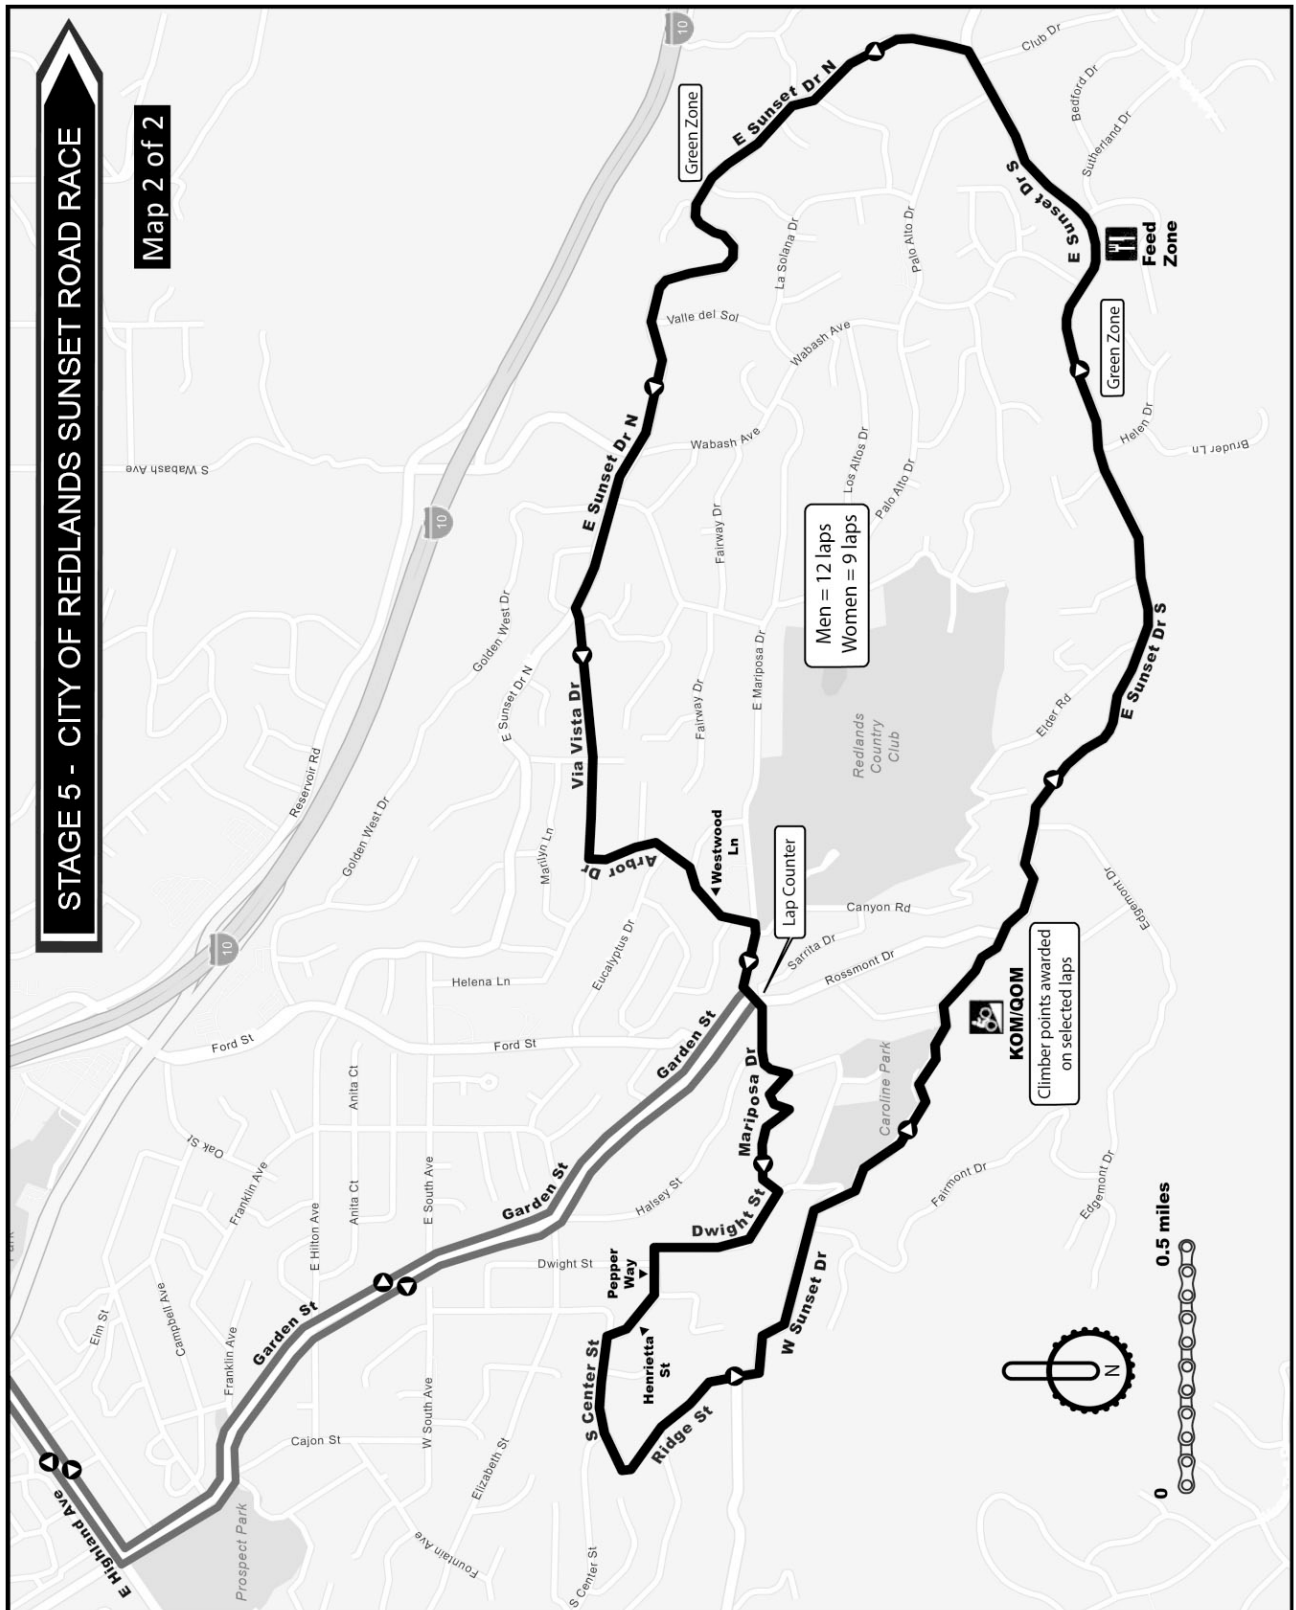 STAGE 5 - CITY OF REDLANDS SUNSET ROAD RACE
Map 2 of 2
10
10
10
Club Dr
Bedford Dr
Sutherland Dr
Green Zone
E Sunset Dr N
E Sunset Dr S
Feed
Zone
La Solana Dr
Palo Alto Dr
Valle del Sol
Wabash Ave
Green Zone
Helen Dr
Bruder Ln
S Wabash Ave
E Sunset Dr N
Wabash Ave
Los Altos Dr
Palo Alto Dr
Fairway Dr
Men = 12 laps
Women = 9 laps
Golden West Dr
E Sunset Dr N
Via Vista Dr
Fairway Dr
E Mariposa Dr
Redlands
Country
Club
Elder Rd
E Sunset Dr S
Reservoir Rd
Golden West Dr
Marilyn Ln
Arbor Dr
Westwood
Ln
Lap Counter
Canyon Rd
Sarrita Dr
Rossmont Dr
Edgemont Dr
KOM/QOM
Climber points awarded
on selected laps
Helena Ln
Eucalyptus Dr
Ford St
Ford St
Garden St
Mariposa Dr
Caroline Park
Anita Ct
Oak St
Franklin Ave
Anita Ct
E South Ave
E Hilton Ave
Garden St
Halsey St
Dwight St
Dwight St
Pepper
Way
Fairmont Dr
Edgemont Dr
W Sunset Dr
Elm St
Campbell Ave
Franklin Ave
Garden St
S Center St
Henrietta
St
Ridge St
Cajon St
W South Ave
Elizabeth St
E Highland Ave
Prospect Park
Fountain Ave
S Center St
N
0
0.5 miles